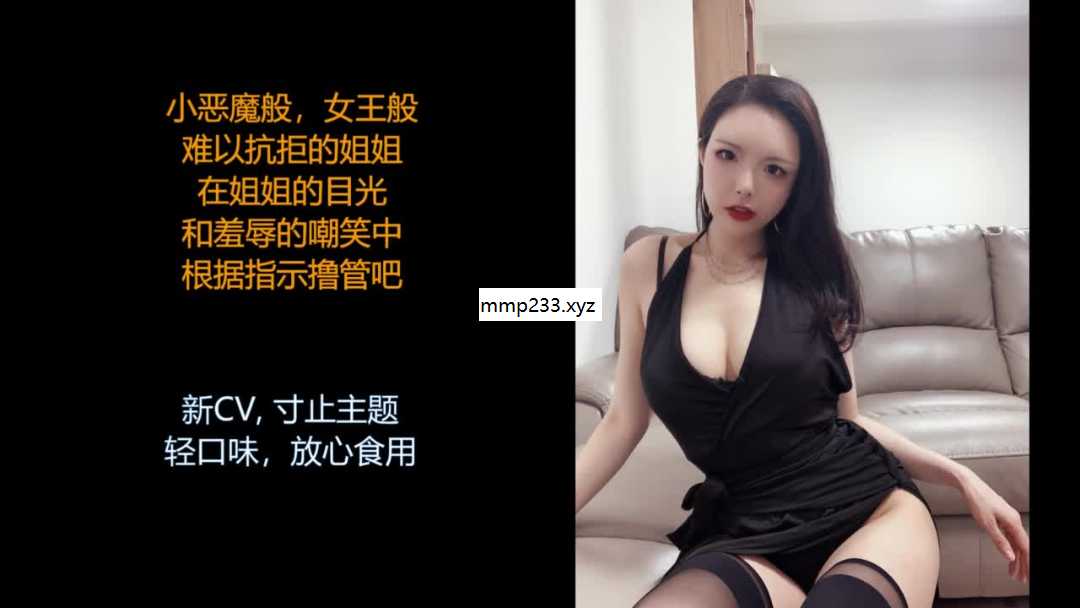 小恶魔般，女王般
难以抗拒的姐姐
在姐姐的目光
和羞辱的嘲笑中
根据指示撸管吧
mmp233.xyz
新CV, 寸止主题
轻口味，放心食用